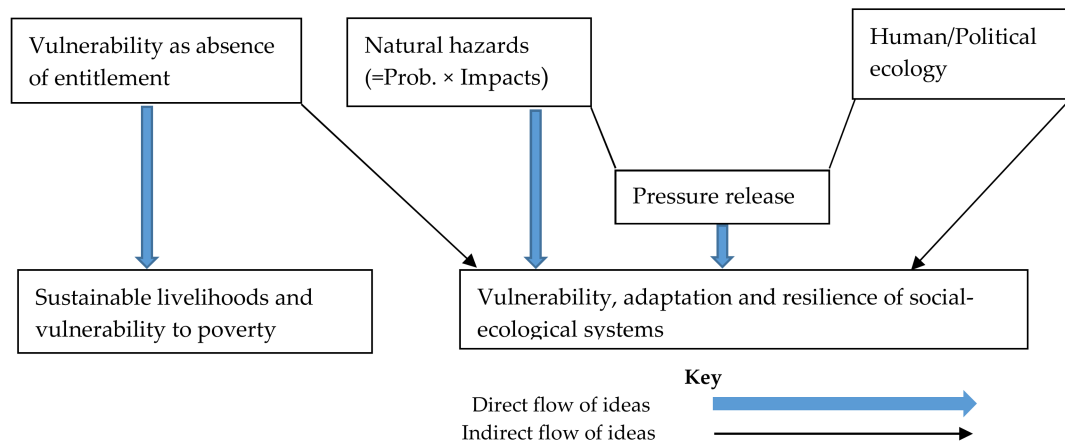 Vulnerability as absence
of entitlement
Natural hazards
(=Prob. × Impacts)
Human/Political
ecology
Pressure release
Sustainable livelihoods and
vulnerability to poverty
Vulnerability, adaptation and resilience of social-
ecological systems
Key
Direct flow of ideas
Indirect flow of ideas